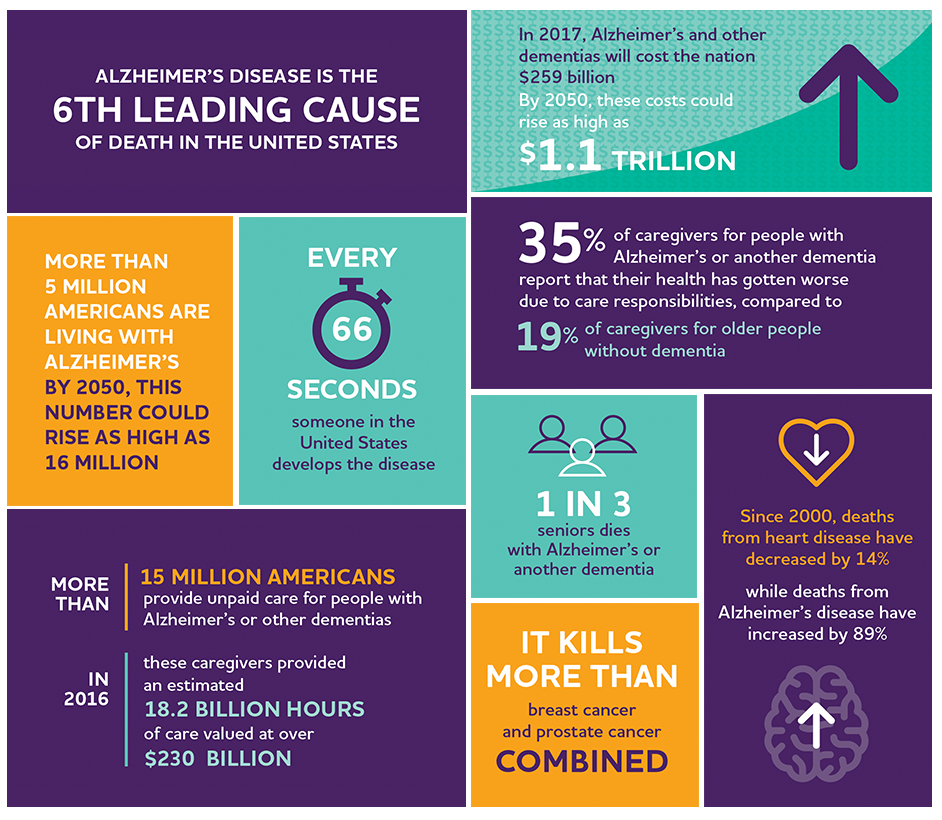 ALZHEIMER'S DISEASE IS THE
6TH LEADING CAUSE
OF DEATH IN THE UNITED STATES
In 2017, Alzheimer's and other
dementias will cost the nation
$259 billion
By 2050, these costs could
rise as high as
$1.1 TRILLION
MORE THAN
5 MILLION
AMERICANS ARE
LIVING WITH
ALZHEIMER'S
BY 2050, THIS
NUMBER COULD
RISE AS HIGH AS
16 MILLION
EVERY
66
SECONDS
someone in the
United States
develops the disease
35% of caregivers for people with
Alzheimer's or another dementia
report that their health has gotten worse
due to care responsibilities, compared to
19% of caregivers for older people
without dementia
1 IN 3
seniors dies
with Alzheimer's or
another dementia
Since 2000, deaths
from heart disease have
decreased by 14%
while deaths from
Alzheimer's disease have
increased by 89%
MORE
THAN
15 MILLION AMERICANS
provide unpaid care for people with
Alzheimer's or other dementias
IN
2016
these caregivers provided
an estimated
18.2 BILLION HOURS
of care valued at over
$230 BILLION
IT KILLS
MORE THAN
breast cancer
and prostate cancer
COMBINED